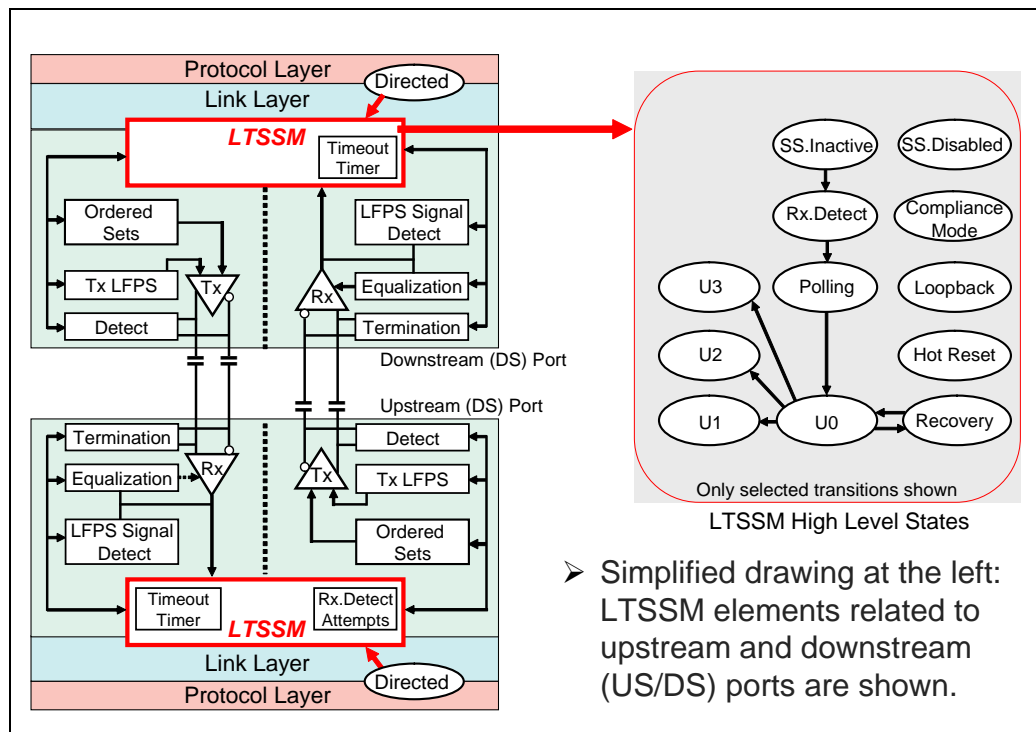 Protocol Layer
Directed
Link Layer
LTSSM
Timeout
Timer
Ordered
Sets
LFPS Signal
Detect
Tx LFPS
Tx
Rx
Equalization
Detect
Termination
Downstream (DS) Port
Upstream (DS) Port
Termination
Detect
Equalization
Rx
Tx
Tx LFPS
LFPS Signal
Detect
Ordered
Sets
Timeout
Timer
LTSSM
Rx.Detect
Attempts
Link Layer
Directed
Protocol Layer
SS.Inactive
SS.Disabled
Rx.Detect
Compliance
Mode
U3
Polling
Loopback
U2
Hot Reset
U1
U0
Recovery
Only selected transitions shown
LTSSM High Level States
➢ Simplified drawing at the left:
LTSSM elements related to
upstream and downstream
(US/DS) ports are shown.